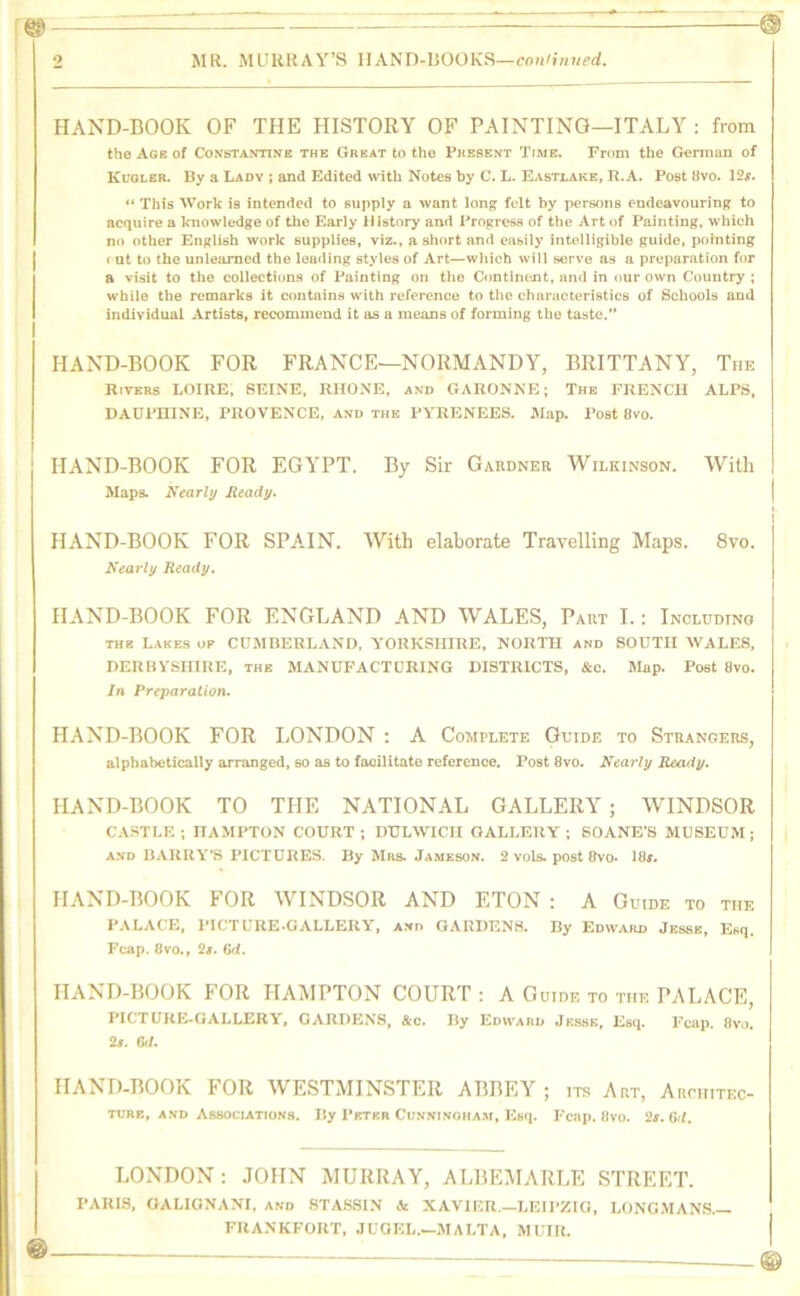 2 MR. MURRAY'S HAND-BOOKS—continued.
HAND-BOOK OF THE HISTORY OF PAINTING—ITALY : from
the AGE of CONSTANTINE THE GREAT to the PRESENT TIME. From the German of
KUGLER. By a LADY ; and Edited with Notes by C. L. EASTLAKE, R.A. Post 8vo. 12s.
“ This Work is intended to supply a want long felt by persons endeavouring to
acquire a knowledge of the Early History and Progress of the Art of Painting, which
no other English work supplies, viz., a short and easily intelligible guide, pointing
out to the unlearned the leading styles of Art—which will serve as a preparation for
a visit to the collections of Painting on the Continent, and in our own Country ;
while the remarks it contains with reference to the characteristics of Schools and
individual Artists, recommend it as a means of forming the taste.”
HAND-BOOK FOR FRANCE—NORMANDY, BRITTANY, THE
RIVERS LOIRE, SEINE, RHONE, AND GARONNE; THE FRENCH ALPS,
DAUPHINE, PROVENCE, AND THE PYRENEES. Map. Post 8vo.
HAND-BOOK FOR EGYPT. By Sir GARDNER WILKINSON. With
Maps. Nearly Ready.
HAND-BOOK FOR SPAIN. With elaborate Travelling Maps. 8vo.
Nearly Ready.
HAND-BOOK FOR ENGLAND AND WALES, PART I. : INCLUDING
THE LAKES OF CUMBERLAND, YORKSHIRE, NORTH AND SOUTH WALES,
DERBYSHIRE, THE MANUFACTURING DISTRICTS, &c. Map. Post 8vo.
In Preparation.
HAND-BOOK FOR LONDON : A COMPLETE GUIDE TO STRANGERS,
alphabetically arranged, so as to facilitate reference. Post 8vo. Nearly Ready.
HAND-BOOK TO THE NATIONAL GALLERY ; WINDSOR
CASTLE ; HAMPTON COURT ; DULWICH GALLERY ; SOANE'S MUSEUM ;
AND BARRY'S PICTURES. By MRS. JAMESON. 2 vols. post 8vo. 18s.
HAND-BOOK FOR WINDSOR AND ETON : A GUIDE TO THE
PALACE, PICTURE-GALLERY, AND GARDENS. By EDWARD JESSE, Esq.
Fcap. 8vo., 2s. 6d.
HAND-BOOK FOR HAMPTON COURT : A GUIDE TO THE PALACE,
PICTURE-GALLERY, GARDENS, &c. By EDWARD JESSE, Esq. Fcap. 8vo.
2s. 6d.
HAND-BOOK FOR WESTMINSTER ABBEY ; ITS ART, ARCHITEC-
TURE, AND ASSOCIATIONS. By PETER CUNNINGHAM, Esq. Fcap. 8vo. 2s. 6d.
LONDON : JOHN MURRAY, ALBEMARLE STREET.
PARIS, GALIGNANI, AND STASSIN & XAVIER.—LEIPZIG, LONGMANS.—
FRANKFORT, JUGEL.—MALTA, MUIR.